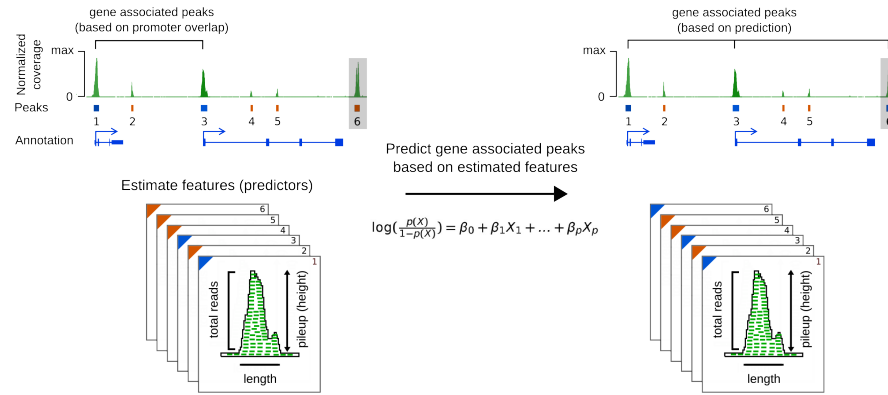 gene associated peaks
(based on promoter overlap)
Normalized
coverage
max
0
Peaks
1 2 3 4 5 6
Annotation
gene associated peaks
(based on prediction)
max
0
1 2 3 4 5 6
Predict gene associated peaks
based on estimated features
log(p(X)/1−p(X)) = β0 + β1X1 + ... + βpXp
Estimate features (predictors)
6
5
4
3
2
1
total reads
pileup (height)
length
6
5
4
3
2
1
total reads
pileup (height)
length